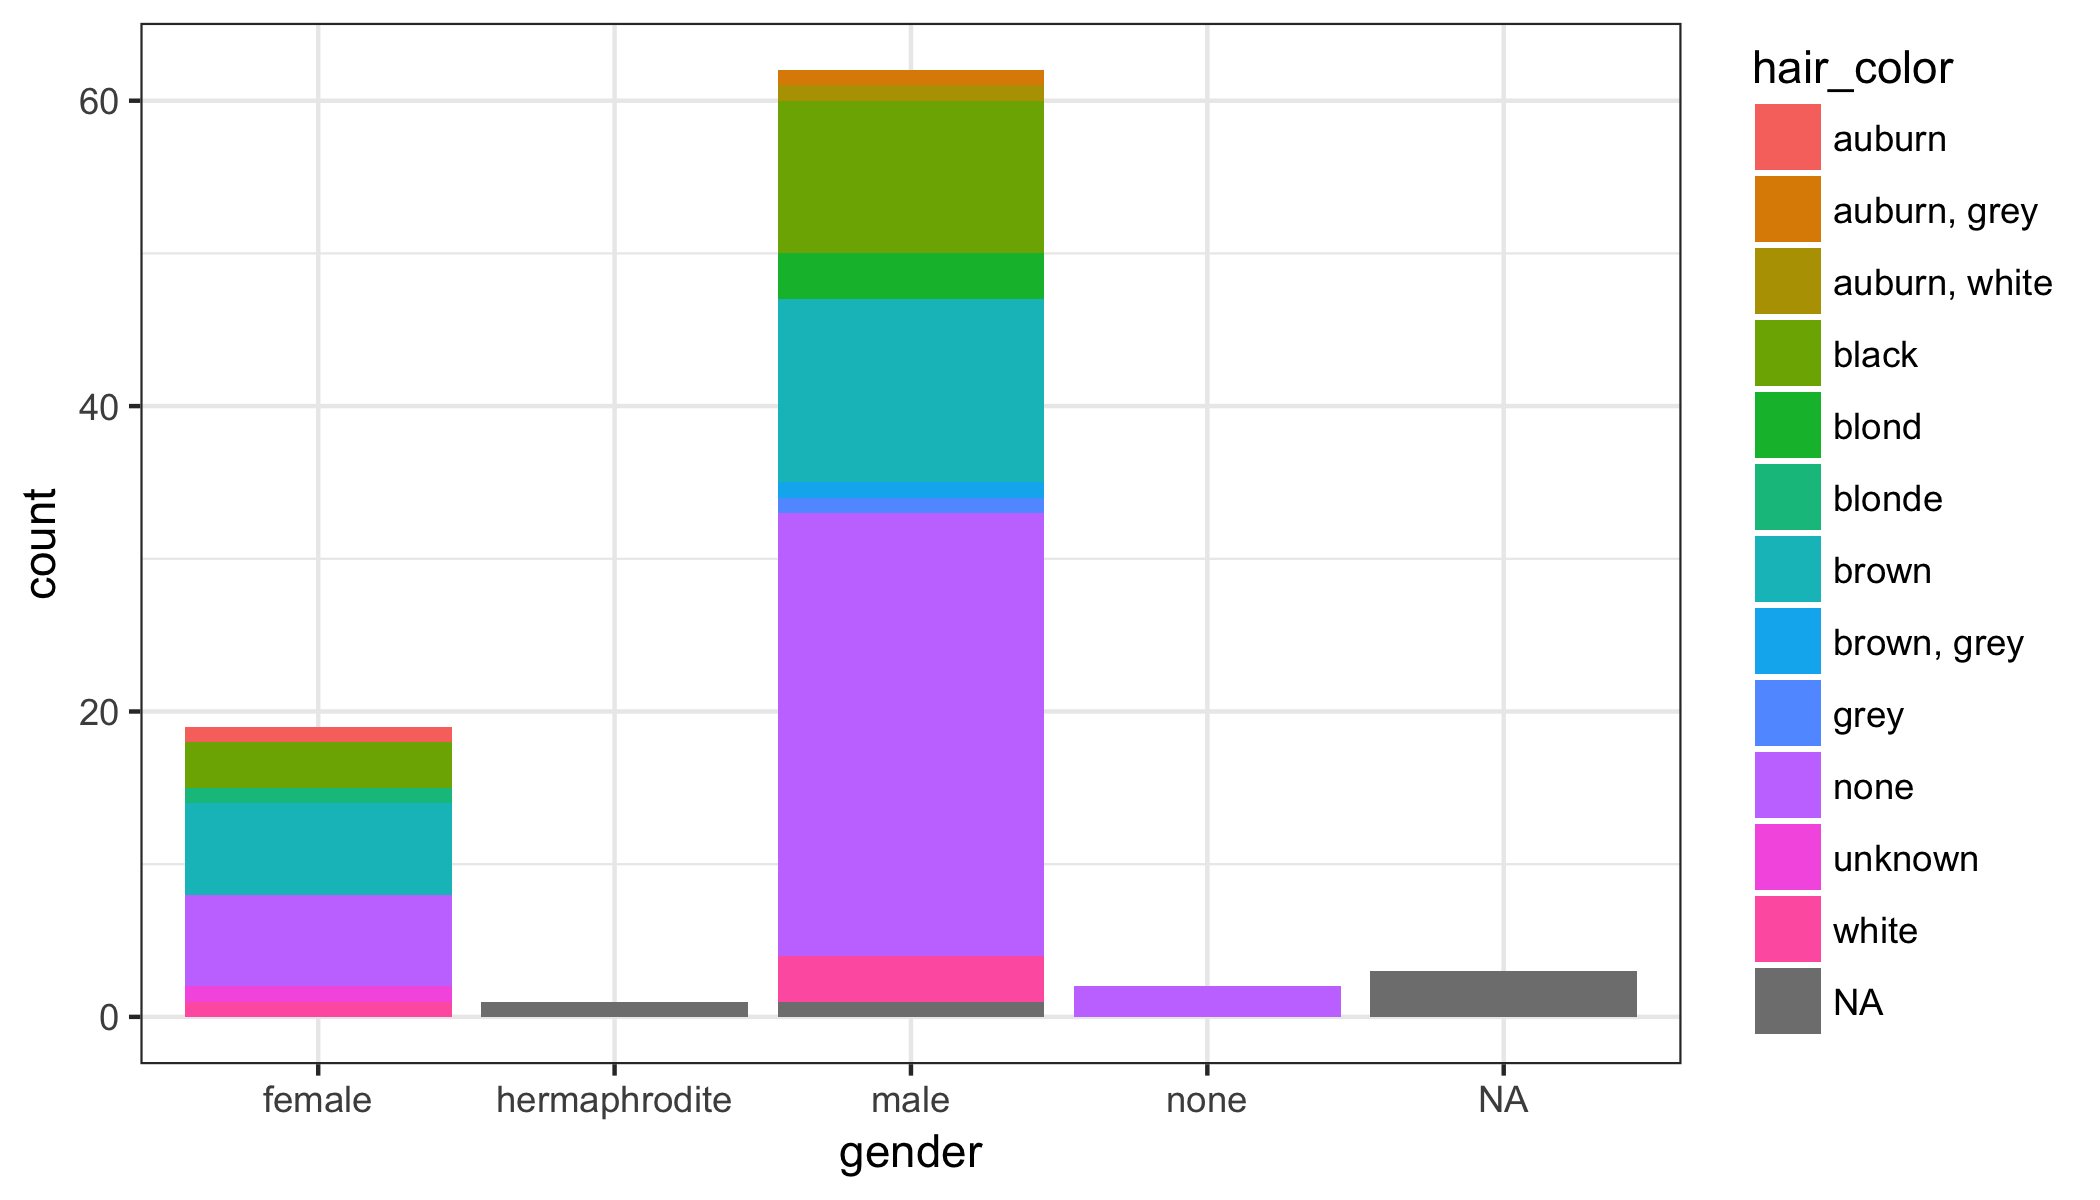 60
40
20
0
count
female hermaphrodite male none NA
gender
hair_color
auburn
auburn, grey
auburn, white
black
blond
blonde
brown
brown, grey
grey
none
unknown
white
NA